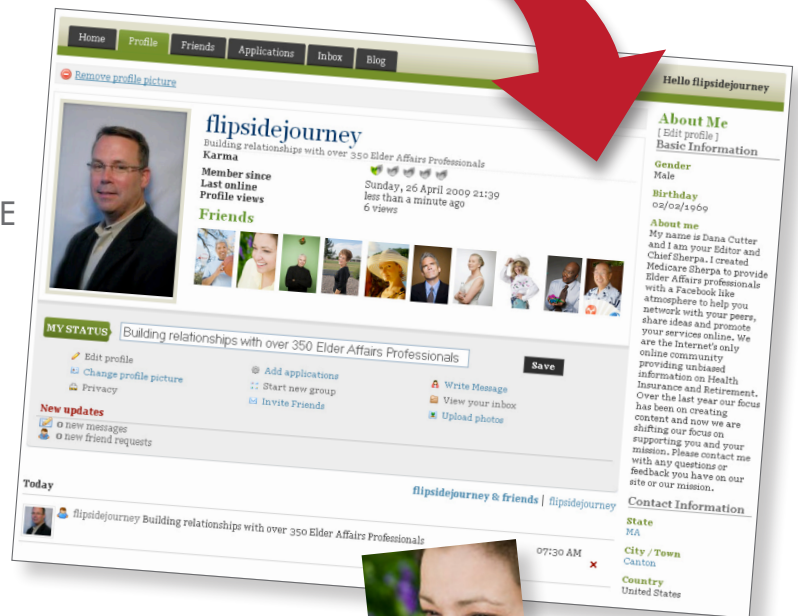 E
Home Profile Friends Applications Inbox Blog
Hello flipsidejourney
Remove profile picture
flipsidejourney
Building relationships with over 350 Elder Affairs Professionals
Karma
Member since Sunday, 26 April 2009 21:39
Last online less than a minute ago
Profile views 6 views
Friends
MY STATUS Building relationships with over 350 Elder Affairs Professionals Save
Edit profile
Change profile picture
Privacy
Add applications
Start new group
Invite Friends
Write Message
View your inbox
Upload photos
New updates
0 new messages
0 new friend requests
flipsidejourney & friends | flipsidejourney
Today
flipsidejourney Building relationships with over 350 Elder Affairs Professionals
07:30 AM
About Me
[ Edit profile ]
Basic Information
Gender
Male
Birthday
02/02/1969
About me
My name is Dana Cutter
and I am your Editor and
Chief Sherpa. I created
Medicare Sherpa to provide
Elder Affairs professionals
with a Facebook like
atmosphere to help you
network with your peers,
share ideas and promote
your services online. We
are the Internet's only
online community
providing unbiased
information on Health
Insurance and Retirement.
Over the last year our focus
has been on creating
content and now we are
shifting our focus on
supporting you and your
mission. Please contact me
with any questions or
feedback you have on our
site or our mission.
Contact Information
State
MA
City / Town
Canton
Country
United States